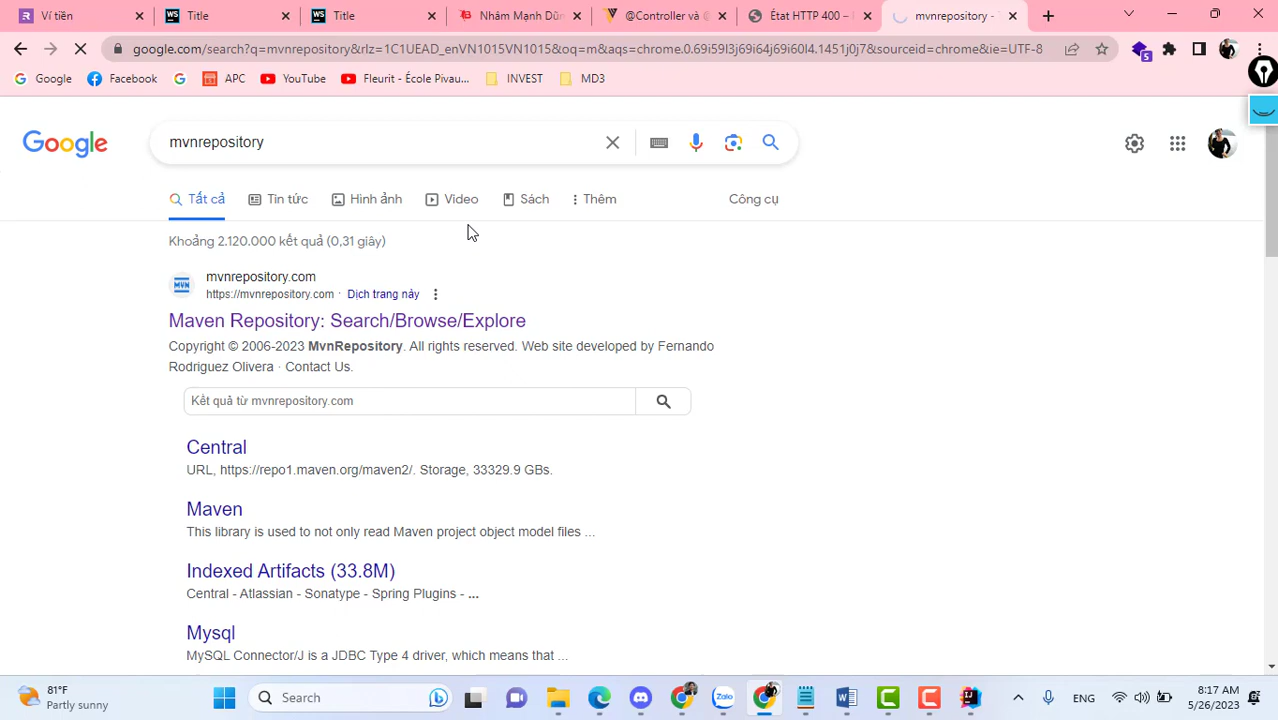 Ví tiền
Title
Title
Nhâm Mạnh Dũn
@Controller và @
État HTTP 400 –
mvnrepository -
google.com/search?q=mvnrepository&rlz=1C1UEAD_enVN1015VN1015&oq=m&aqs=chrome.0.69i59l3j69i64j69i60l4.1451j0j7&sourceid=chrome&ie=UTF-8
5
Google
Facebook
APC
YouTube
Fleurit - École Pivau...
INVEST
MD3
Google
mvnrepository
Tất cả
Tin tức
Hình ảnh
Video
Sách
Thêm
Công cụ
Khoảng 2.120.000 kết quả (0,31 giây)
MVN
mvnrepository.com
https://mvnrepository.com · Dịch trang này
Maven Repository: Search/Browse/Explore
Copyright © 2006-2023 MvnRepository. All rights reserved. Web site developed by Fernando
Rodriguez Olivera · Contact Us.
Kết quả từ mvnrepository.com
Central
URL, https://repo1.maven.org/maven2/. Storage, 33329.9 GBs.
Maven
This library is used to not only read Maven project object model files ...
Indexed Artifacts (33.8M)
Central - Atlassian - Sonatype - Spring Plugins - ...
Mysql
MySQL Connector/J is a JDBC Type 4 driver, which means that ...
81°F
Partly sunny
Search
Zalo
ENG
8:17 AM
5/26/2023